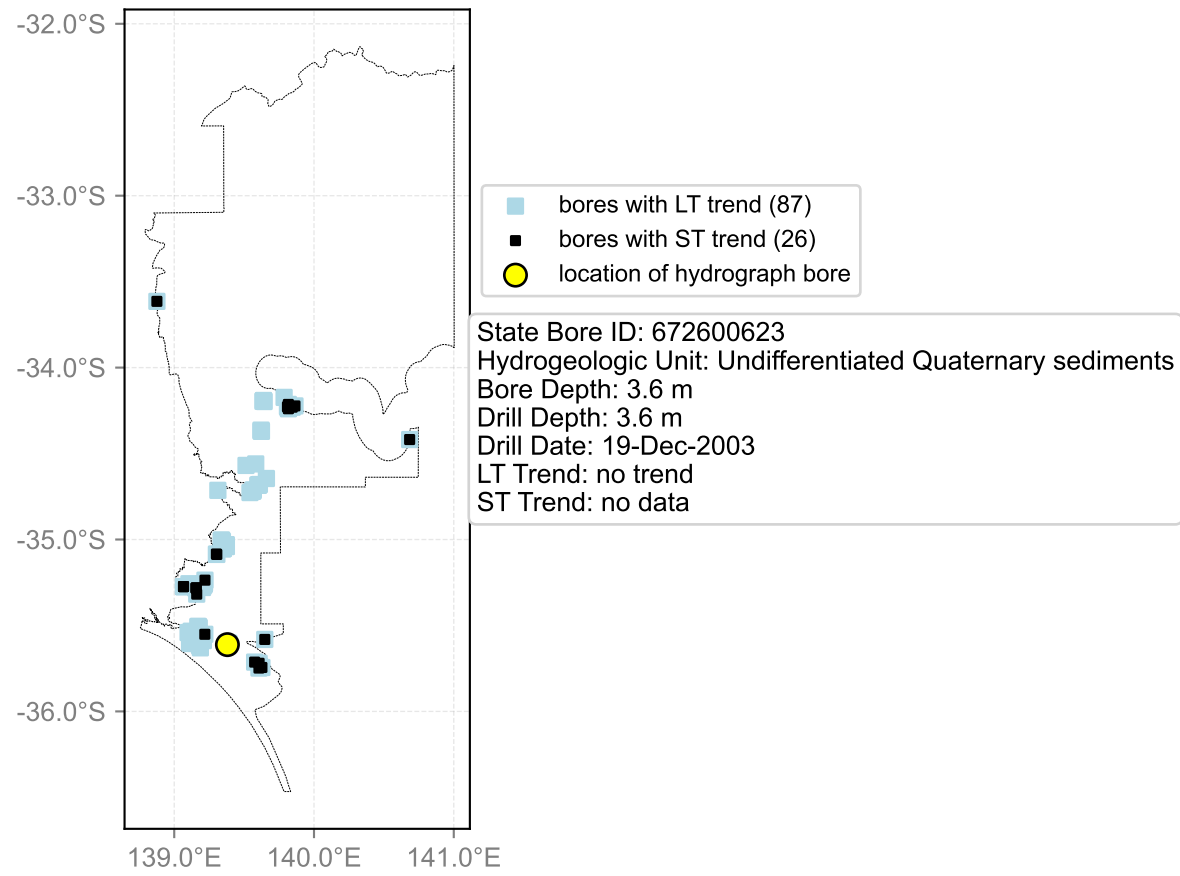 -32.0°S
-33.0°S
-34.0°S
-35.0°S
-36.0°S
139.0°E 140.0°E 141.0°E
bores with LT trend (87)
bores with ST trend (26)
location of hydrograph bore
State Bore ID: 672600623
Hydrogeologic Unit: Undifferentiated Quaternary sediments
Bore Depth: 3.6 m
Drill Depth: 3.6 m
Drill Date: 19-Dec-2003
LT Trend: no trend
ST Trend: no data